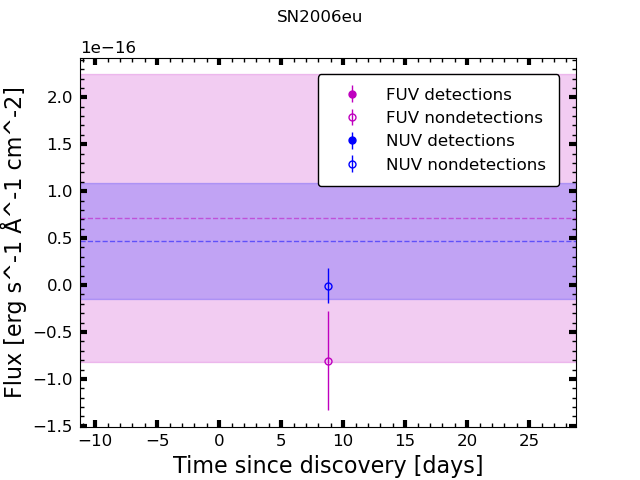 SN2006eu
1e−16
FUV detections
FUV nondetections
NUV detections
NUV nondetections
2.0
1.5
1.0
0.5
0.0
−0.5
−1.0
−1.5
Flux [erg s^-1 Å^-1 cm^-2]
−10 −5 0 5 10 15 20 25
Time since discovery [days]